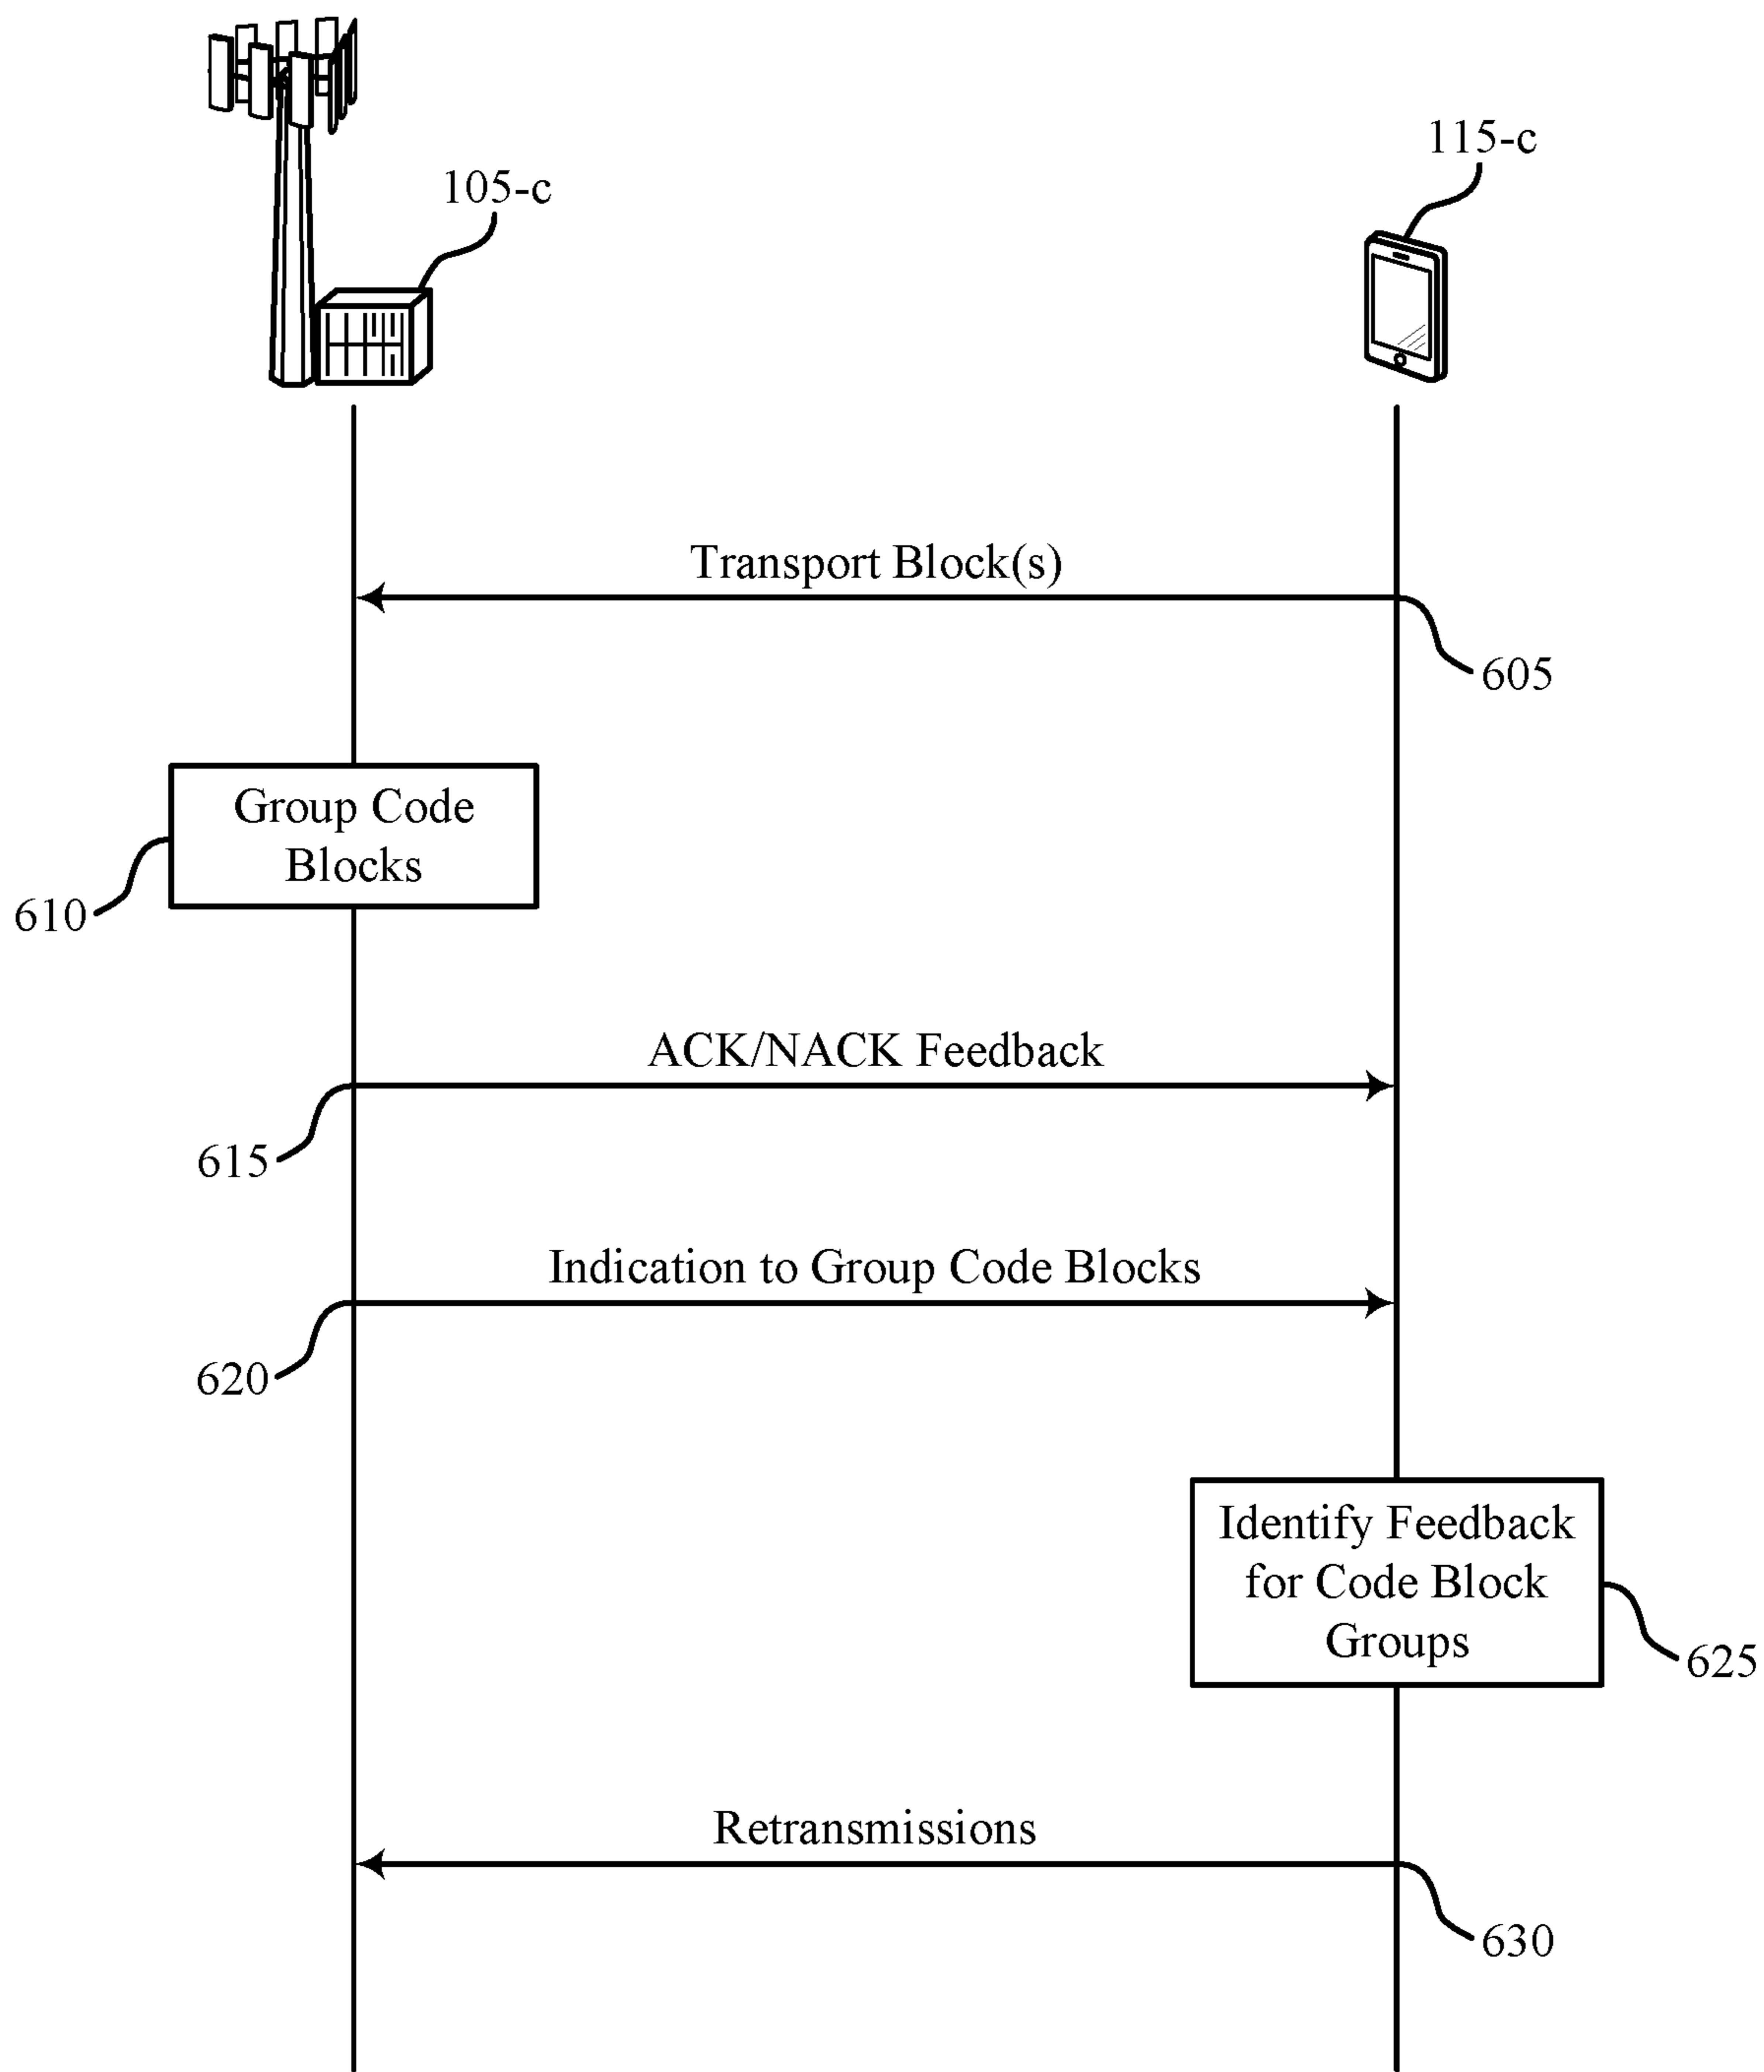 115-c
105-c
Transport Block(s)
605
Group Code
Blocks
610
ACK/NACK Feedback
615
Indication to Group Code Blocks
620
Identify Feedback
for Code Block
Groups
625
Retransmissions
630